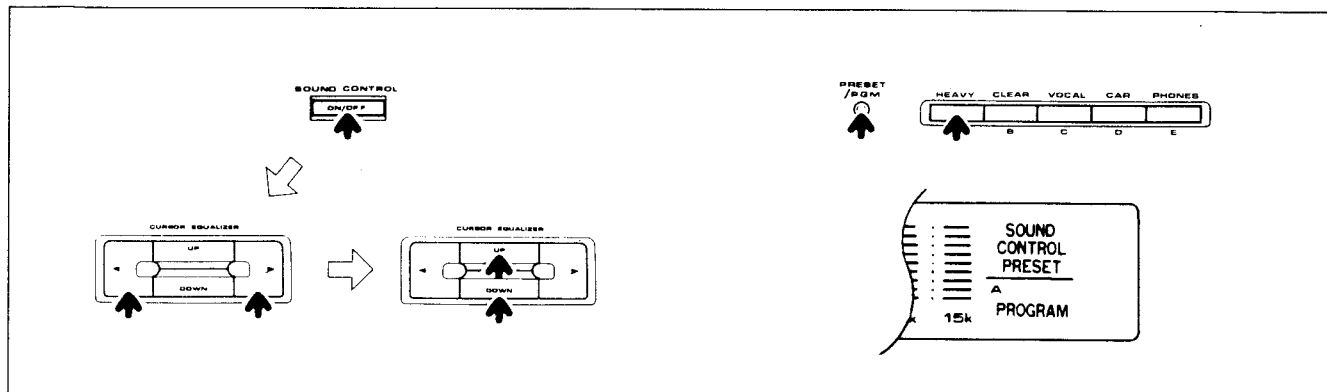 SOUND CONTROL
ON/OFF
CURSOR EQUALIZER
UP
DOWN
CURSOR EQUALIZER
UP
DOWN
PRESET
/PGM
HEAVY CLEAR VOCAL CAR PHONES
B C D E
SOUND
CONTROL
PRESET
A
PROGRAM
15k